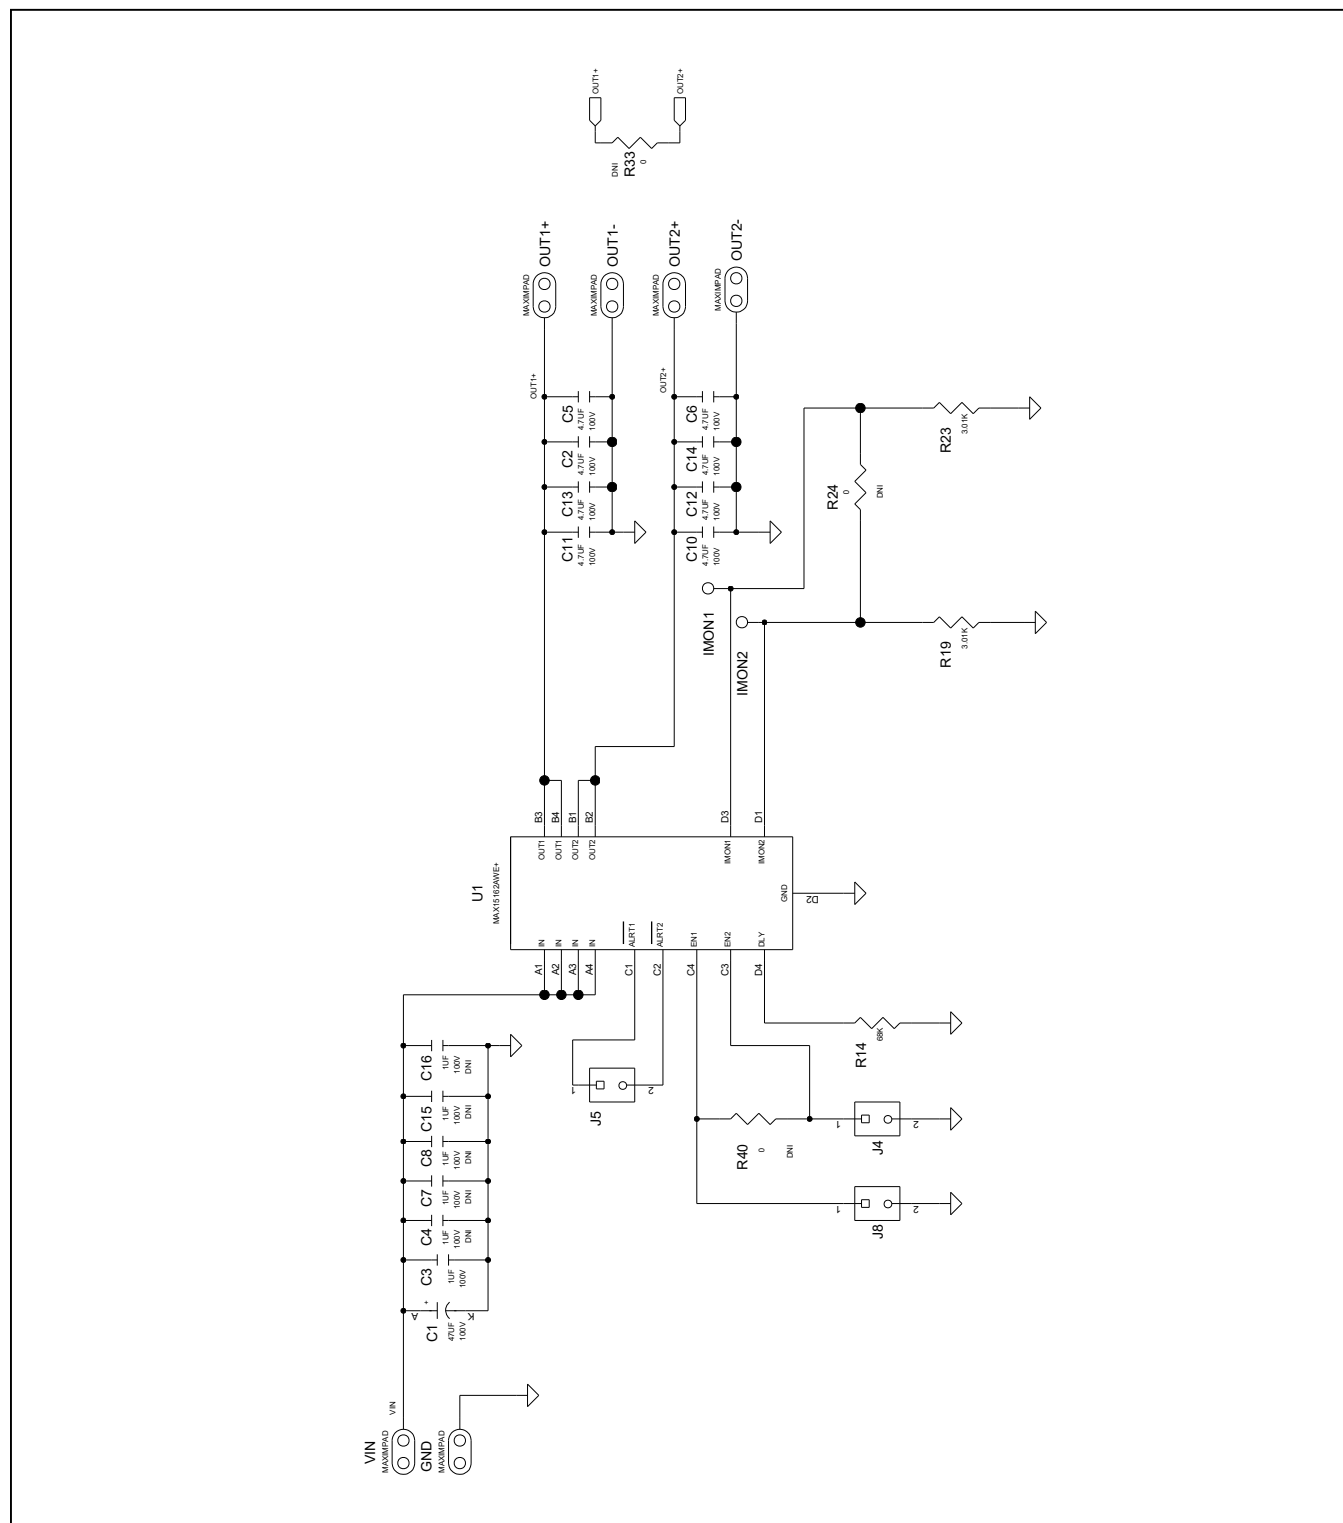 OUT1+
OUT2+
R33
0
DNI
MAXIMPAD
OUT1+
MAXIMPAD
OUT1-
MAXIMPAD
OUT2+
MAXIMPAD
OUT2-
OUT1+
OUT2+
C5
4.7UF
100V
C2
4.7UF
100V
C13
4.7UF
100V
C11
4.7UF
100V
C6
4.7UF
100V
C14
4.7UF
100V
C12
4.7UF
100V
C10
4.7UF
100V
R23
3.01K
R24
0
DNI
IMON1
IMON2
R19
3.01K
B3
B4
B1
B2
D3
D1
U1
MAX15162AWE+
OUT1
OUT1
OUT2
OUT2
IMON1
IMON2
GND
D2
IN
IN
IN
IN
ALRT1
ALRT2
EN1
EN2
DLY
A1
A2
A3
A4
C1
C2
C4
C3
D4
R14
68K
C16
1UF
100V
DNI
C15
1UF
100V
DNI
C8
1UF
100V
DNI
C7
1UF
100V
DNI
C4
1UF
100V
DNI
C3
1UF
100V
C1
47UF
100V
A
+
K
J5
1
2
R40
0
DNI
J4
1
2
J8
1
2
VIN
VIN
MAXIMPAD
GND
MAXIMPAD